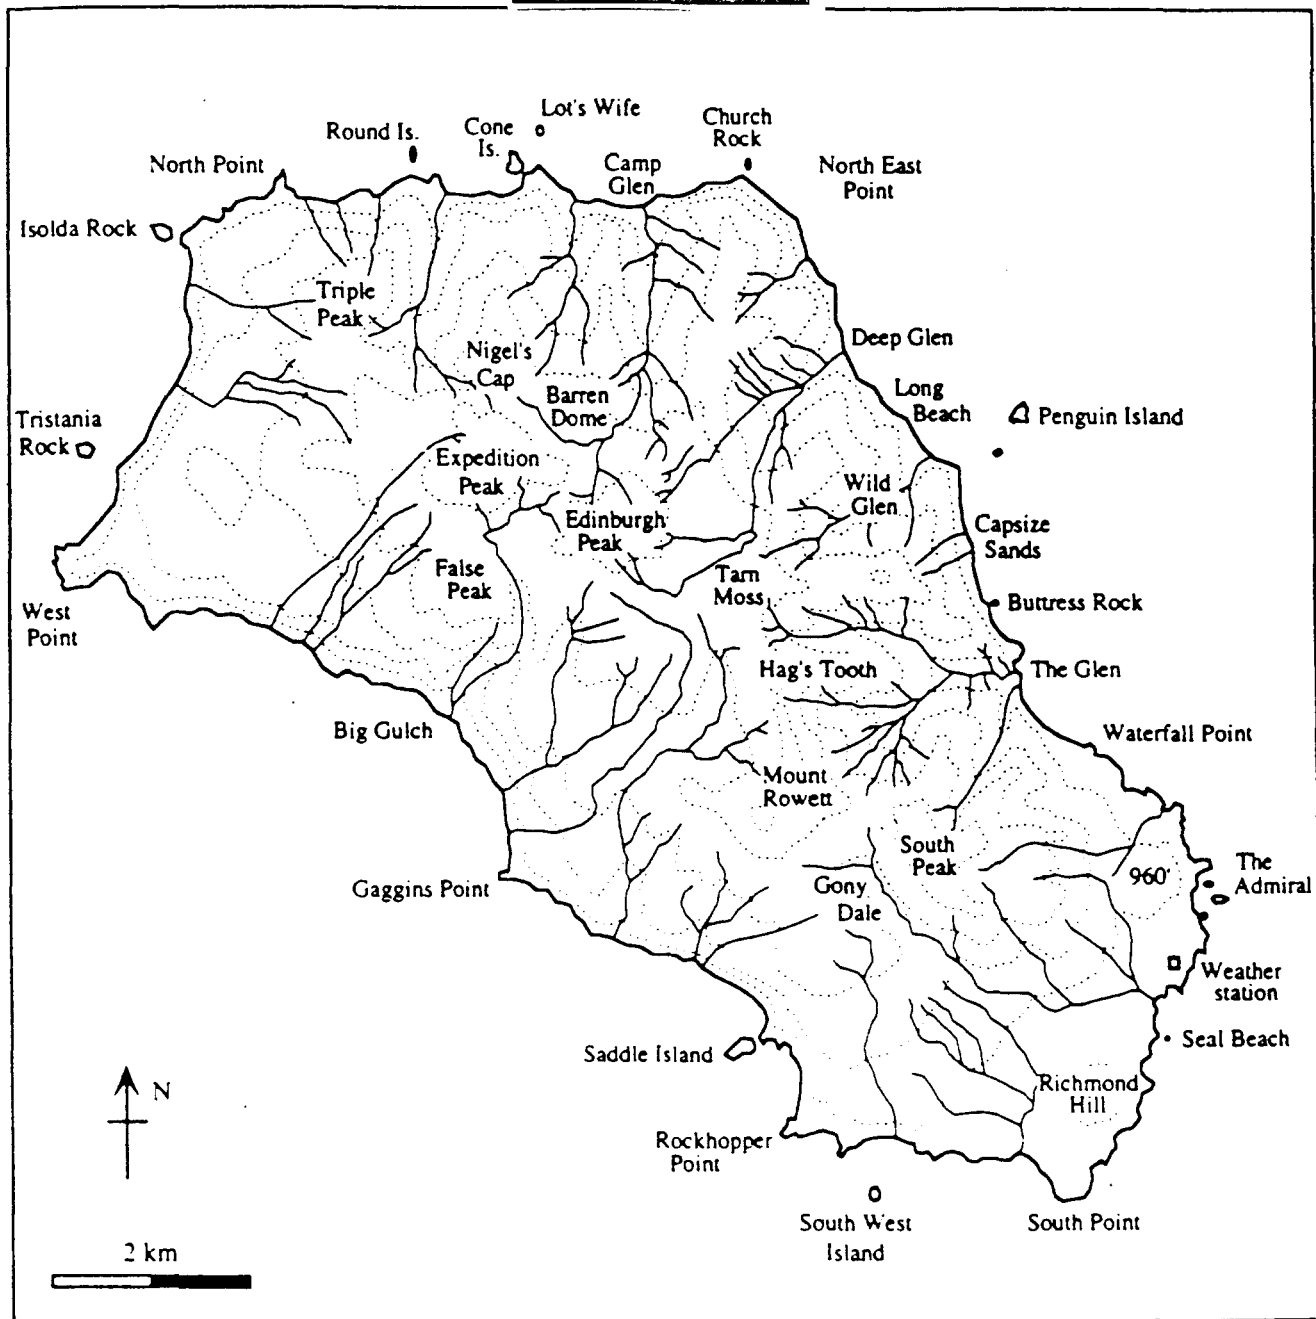 Lot's Wife
Church
Rock
Round Is.
Cone
Is.
North Point
Camp
Glen
North East
Point
Isolda Rock
Triple
Peak
Deep Glen
Nigel's
Cap
Barren
Dome
Long
Beach
Penguin Island
Tristania
Rock
Expedition
Peak
Wild
Glen
Edinburgh
Peak
Capsize
Sands
False
Peak
Tarn
Moss
Buttress Rock
West
Point
Hag's Tooth
The Glen
Big Gulch
Waterfall Point
Mount
Rowett
South
Peak
Gaggins Point
Gony
Dale
960'
The
Admiral
Weather
station
Saddle Island
Seal Beach
N
Richmond
Hill
Rockhopper
Point
South West
Island
South Point
2 km